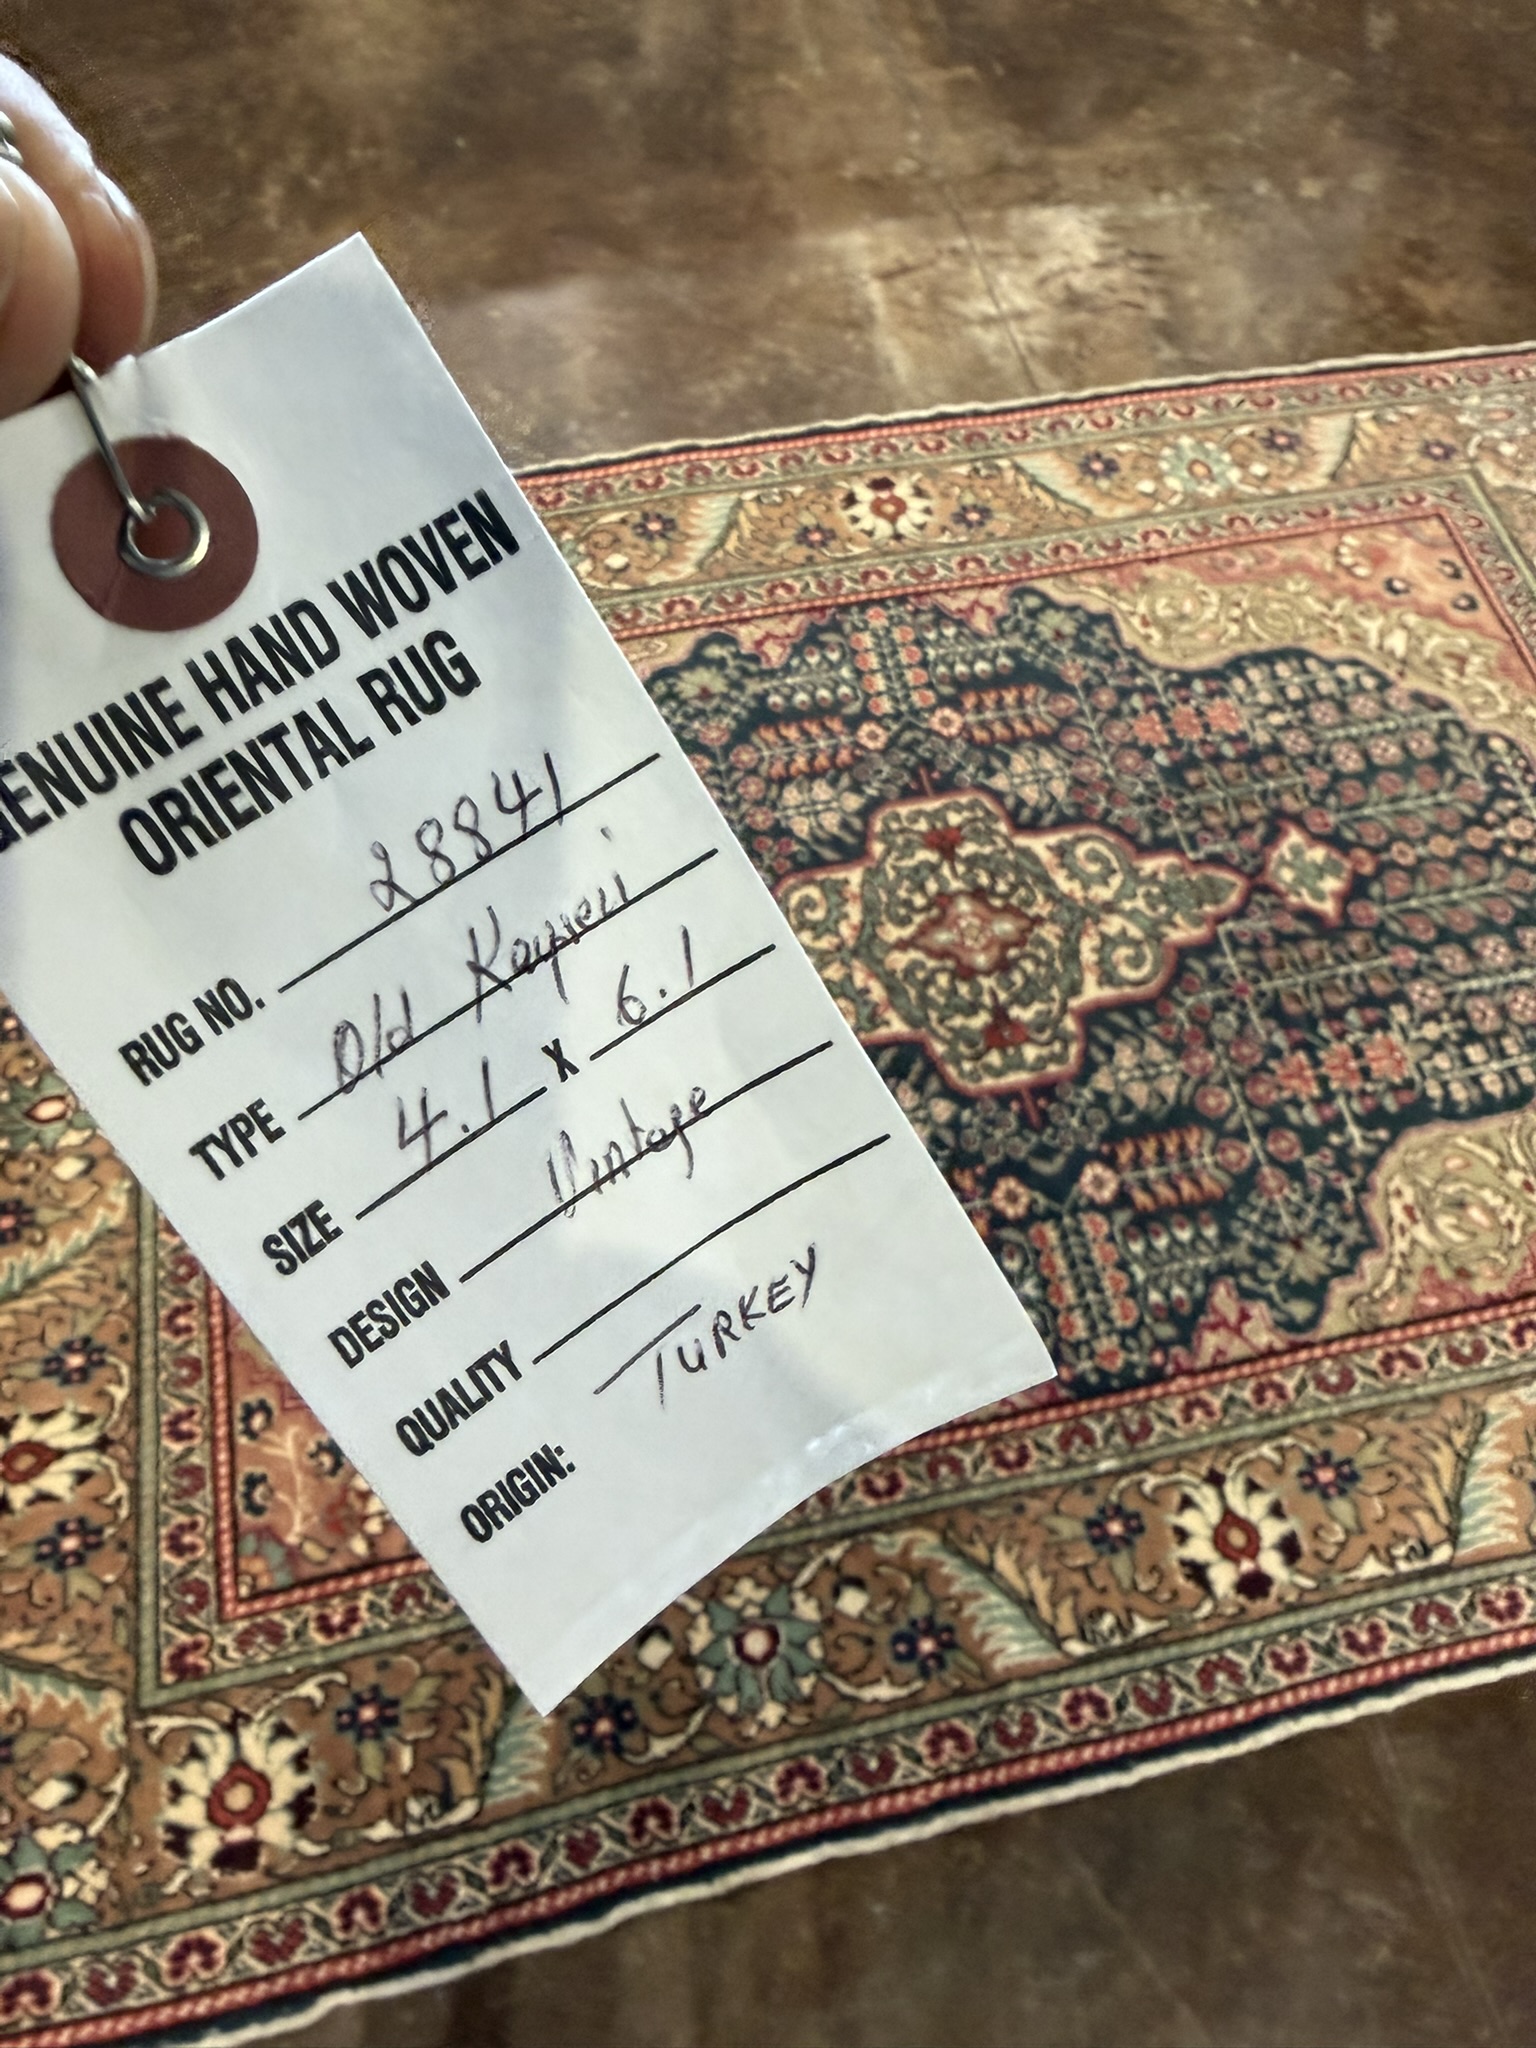 GENUINE HAND WOVEN
ORIENTAL RUG
RUG NO. 28841
TYPE Old Kayseri
SIZE 4.1 X 6.1
DESIGN Vintage
QUALITY
ORIGIN: TURKEY